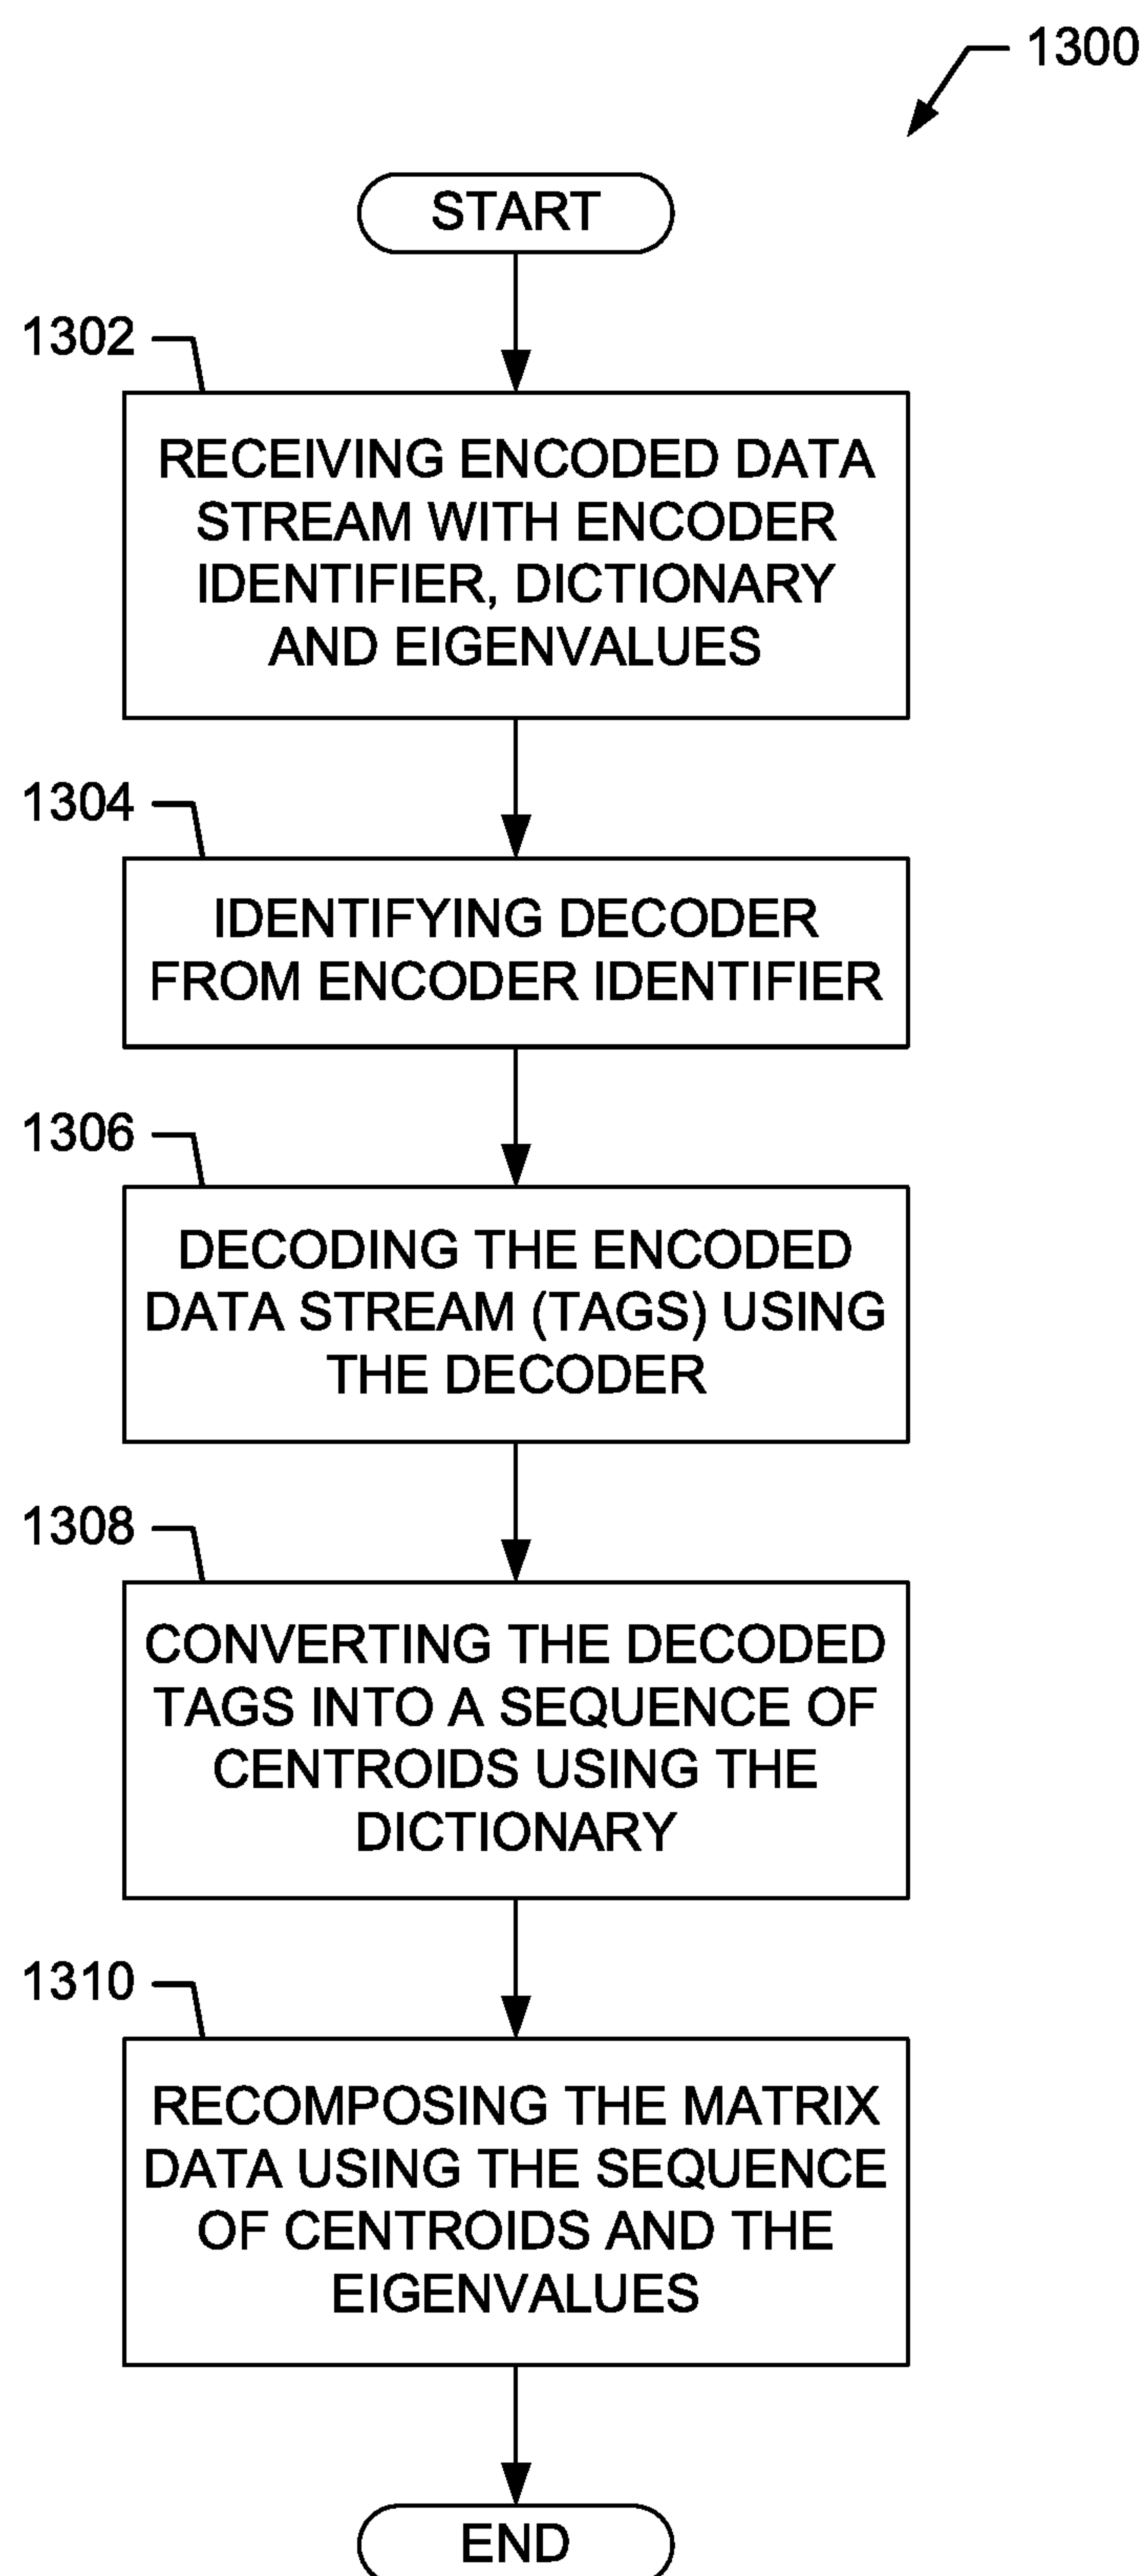 1300
START
1302
RECEIVING ENCODED DATA
STREAM WITH ENCODER
IDENTIFIER, DICTIONARY
AND EIGENVALUES
1304
IDENTIFYING DECODER
FROM ENCODER IDENTIFIER
1306
DECODING THE ENCODED
DATA STREAM (TAGS) USING
THE DECODER
1308
CONVERTING THE DECODED
TAGS INTO A SEQUENCE OF
CENTROIDS USING THE
DICTIONARY
1310
RECOMPOSING THE MATRIX
DATA USING THE SEQUENCE
OF CENTROIDS AND THE
EIGENVALUES
END